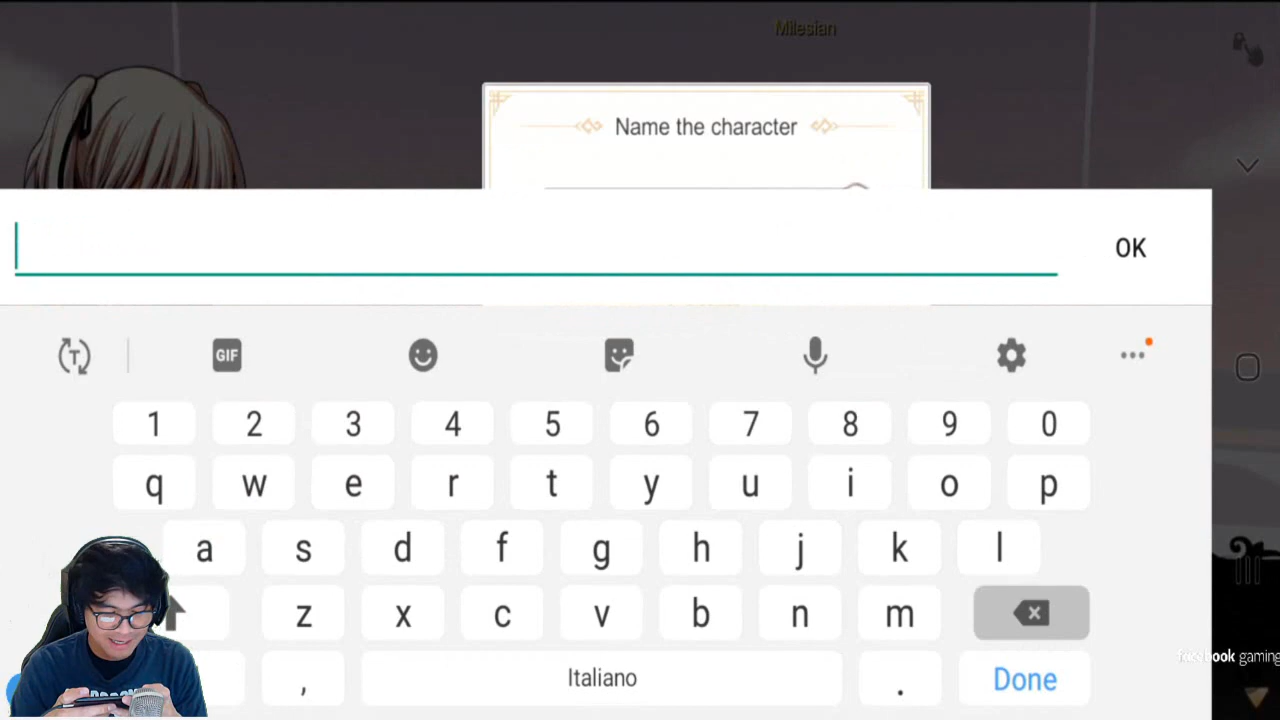 Milesian
Name the character
OK
GIF
1 2 3 4 5 6 7 8 9 0
q w e r t y u i o p
a s d f g h j k l
z x c v b n m
, Italiano . Done
facebook gaming